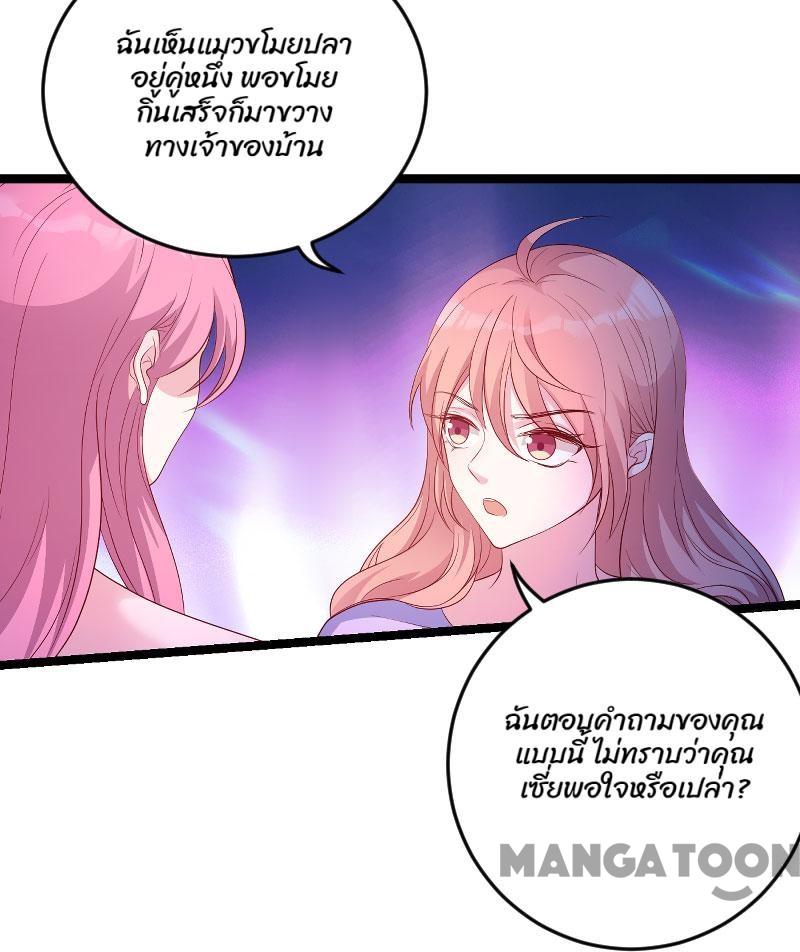 ฉันเห็นแมวขโมยปลา
อยู่คู่หนึ่ง พอขโมย
กินเสร็จก็มาขวาง
ทางเจ้าของบ้าน
ฉันตอบคำถามของคุณ
แบบนี้ ไม่ทราบว่าคุณ
เซี่ยพอใจหรือเปล่า?
MANGATOON